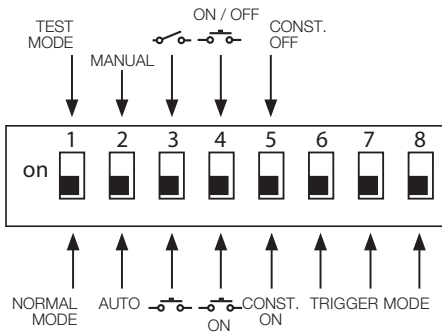 ON / OFF
TEST
MODE
CONST.
OFF
MANUAL
1 2 3 4 5 6 7 8
on
NORMAL
MODE
AUTO
ON
CONST.
ON
TRIGGER MODE